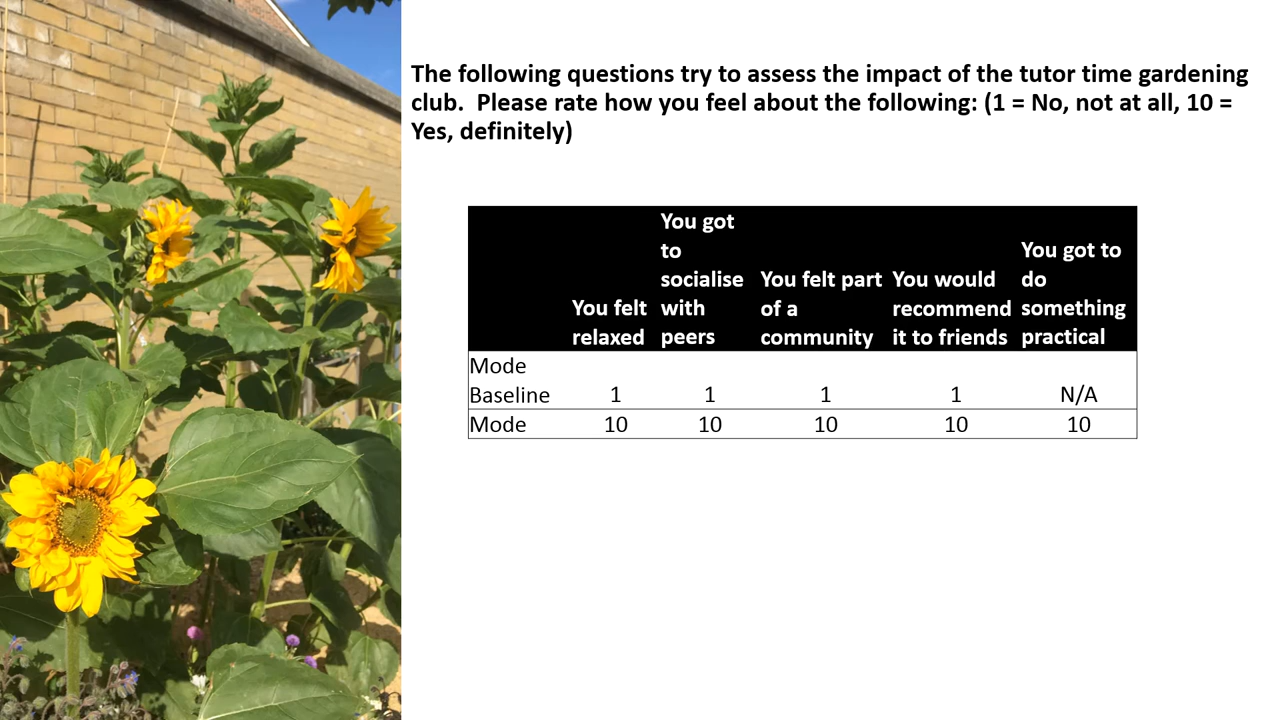 The following questions try to assess the impact of the tutor time gardening
club.  Please rate how you feel about the following: (1 = No, not at all, 10 =
Yes, definitely)
You felt
relaxed
You got
to
socialise
with
peers
You felt part
of a
community
You would
recommend
it to friends
You got to
do
something
practical
Mode
Baseline 1 1 1 1 N/A
Mode 10 10 10 10 10